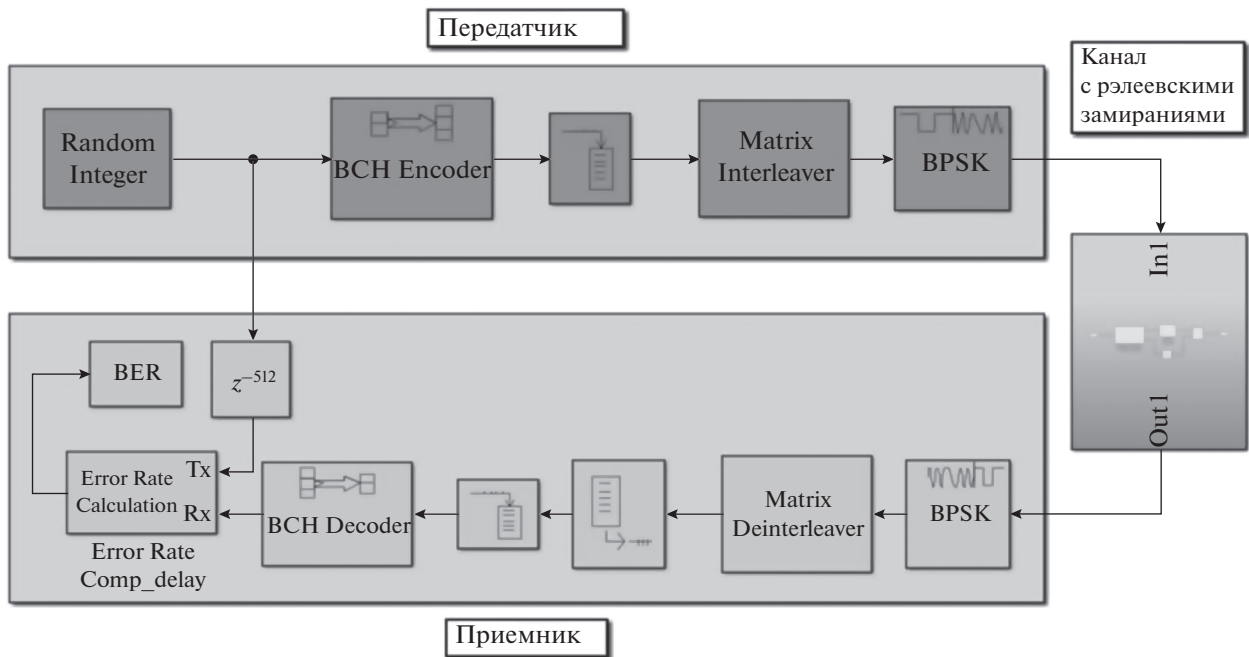 Передатчик
Канал
с рэлеевскими
замираниями
Random
Integer
BCH Encoder
Matrix
Interleaver
BPSK
In1
Out1
BER
z⁻⁵¹²
Error Rate
Calculation
Tx
Rx
Error Rate
Comp_delay
BCH Decoder
Matrix
Deinterleaver
BPSK
Приемник